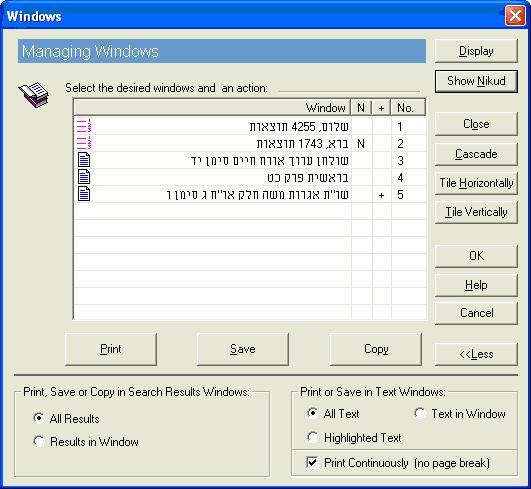 Windows
Managing Windows
Select the desired windows and an action:
Window N + No.
שלום, 4255 תוצאות 1
ברא, 1743 תוצאות N 2
שולחן ערוך אורח חיים סימן יד 3
בראשית פרק כט 4
שו"ת אגרות משה חלק או"ח ג סימן ו + 5
Print Save Copy
Display
Show Nikud
Close
Cascade
Tile Horizontally
Tile Vertically
OK
Help
Cancel
<<Less
Print, Save or Copy in Search Results Windows:
All Results
Results in Window
Print or Save in Text Windows:
All Text Text in Window
Highlighted Text
Print Continuously (no page break)